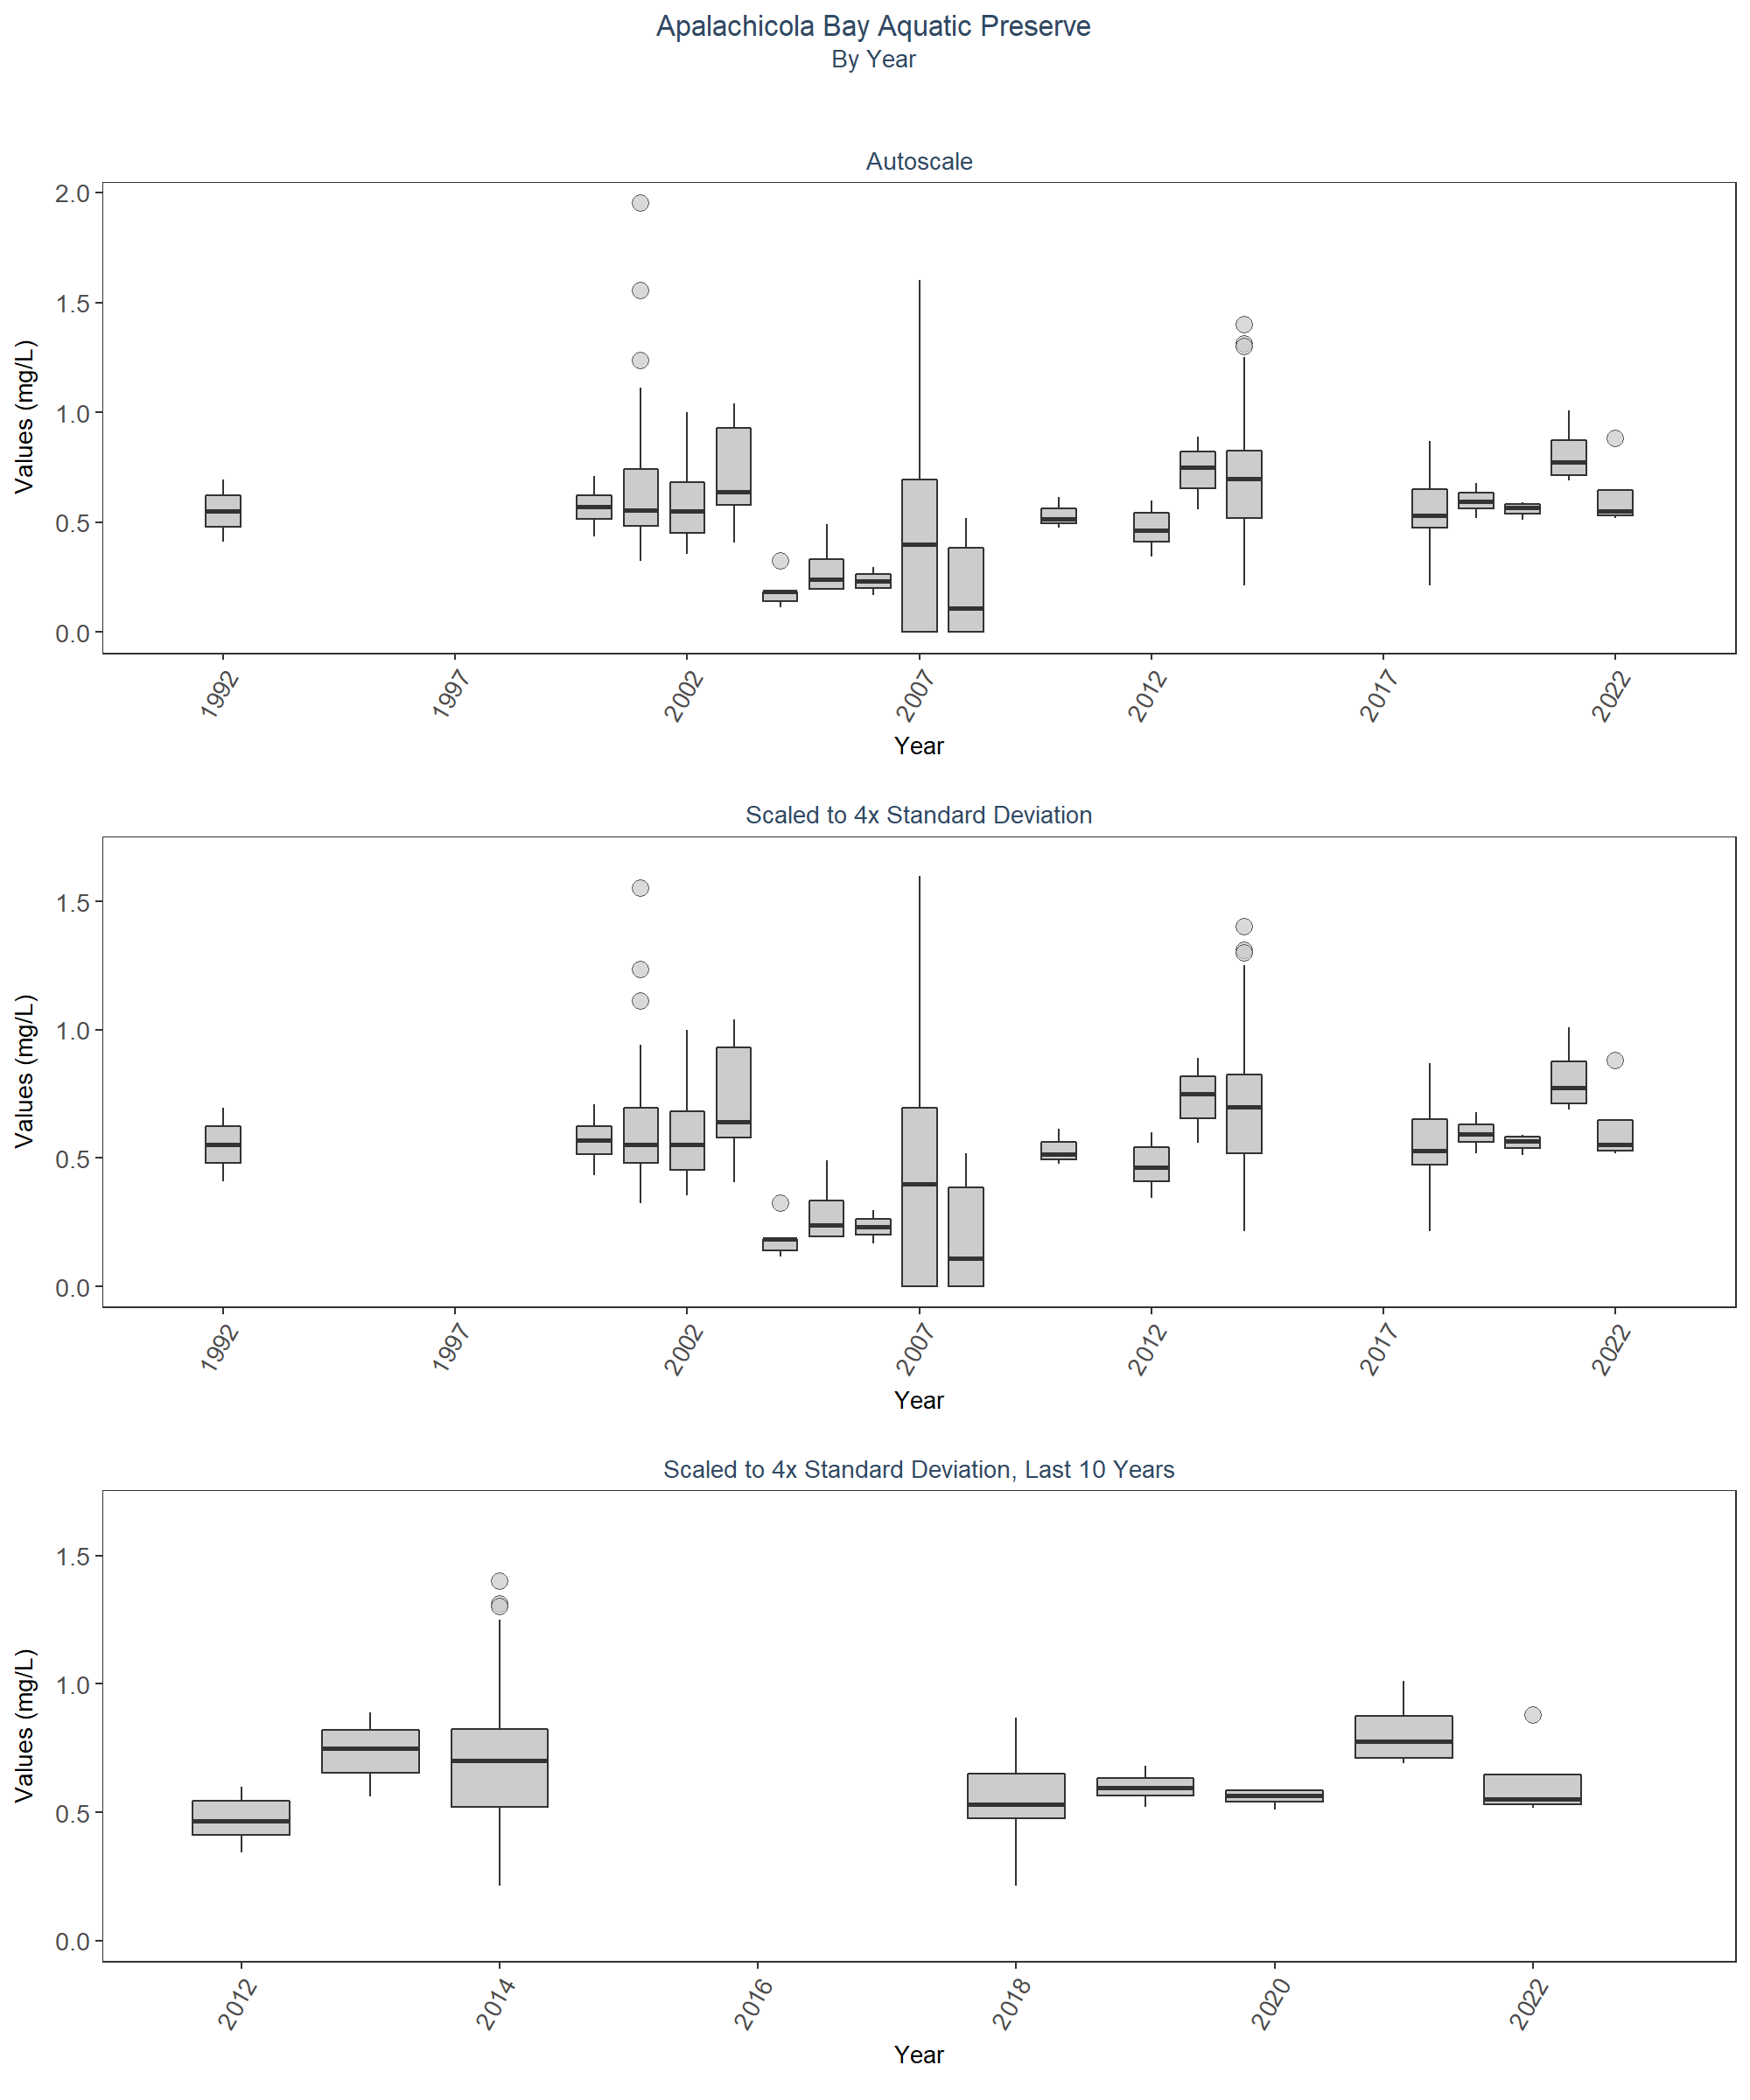 Apalachicola Bay Aquatic Preserve
By Year
Autoscale
Values (mg/L)
2.0
1.5
1.0
0.5
0.0
1992 1997 2002 2007 2012 2017 2022
Year
Scaled to 4x Standard Deviation
Values (mg/L)
1.5
1.0
0.5
0.0
1992 1997 2002 2007 2012 2017 2022
Year
Scaled to 4x Standard Deviation, Last 10 Years
Values (mg/L)
1.5
1.0
0.5
0.0
2012 2014 2016 2018 2020 2022
Year